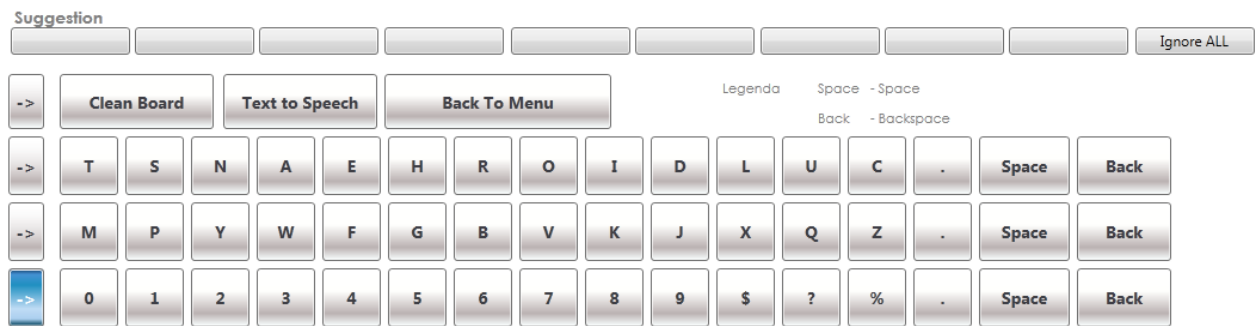 Suggestion
Ignore ALL
-> Clean Board Text to Speech Back To Menu
Legenda Space - Space
Back - Backspace
-> T S N A E H R O I D L U C . Space Back
-> M P Y W F G B V K J X Q Z . Space Back
-> 0 1 2 3 4 5 6 7 8 9 $ ? % . Space Back